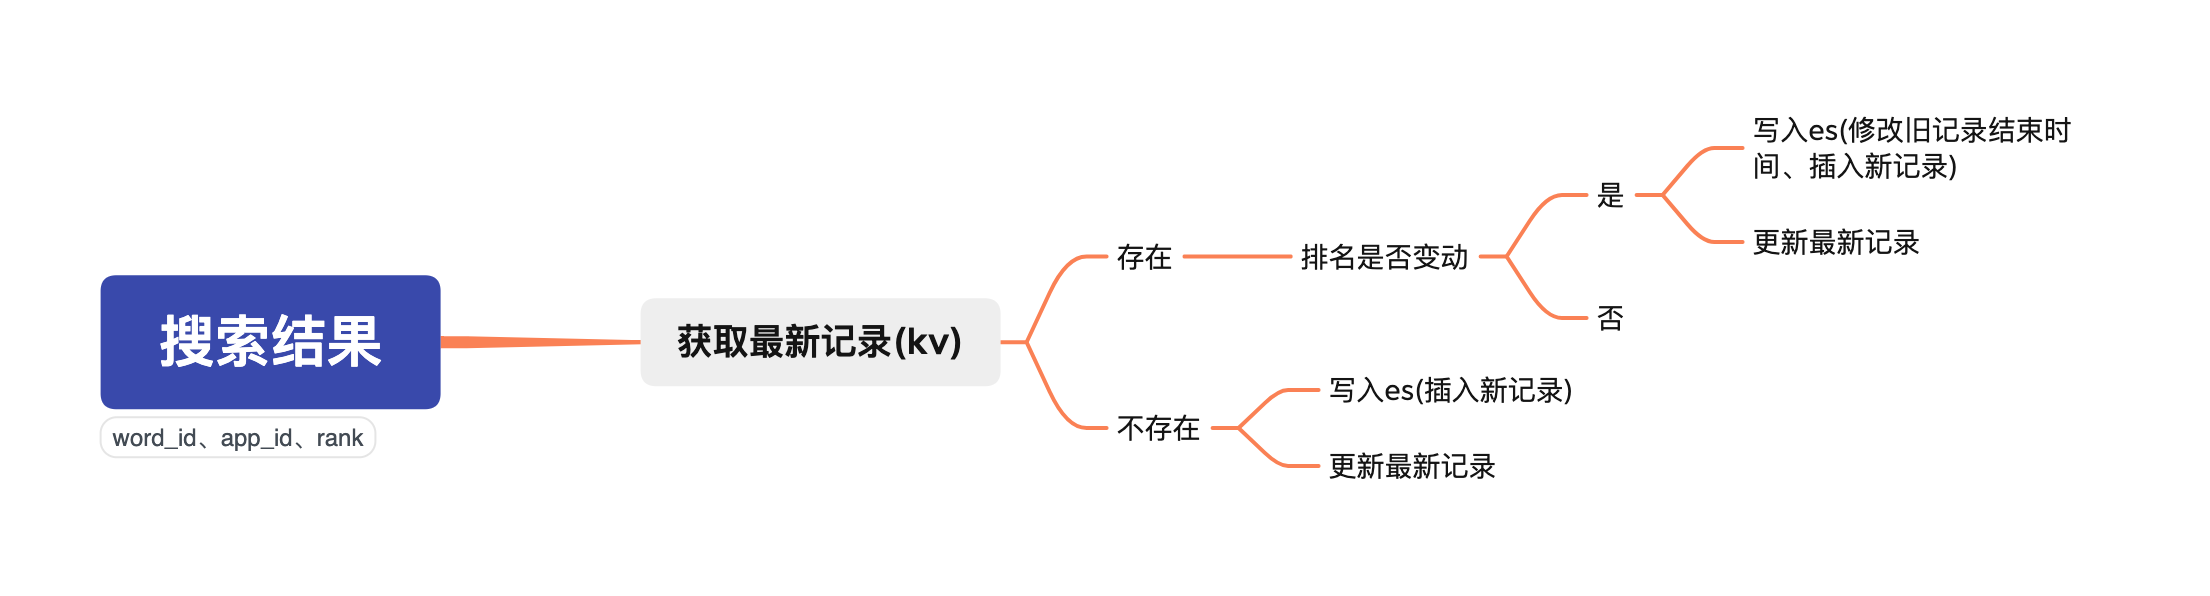 搜索结果
word_id、app_id、rank
获取最新记录(kv)
存在
排名是否变动
是
写入es(修改旧记录结束时
间、插入新记录)
更新最新记录
否
不存在
写入es(插入新记录)
更新最新记录